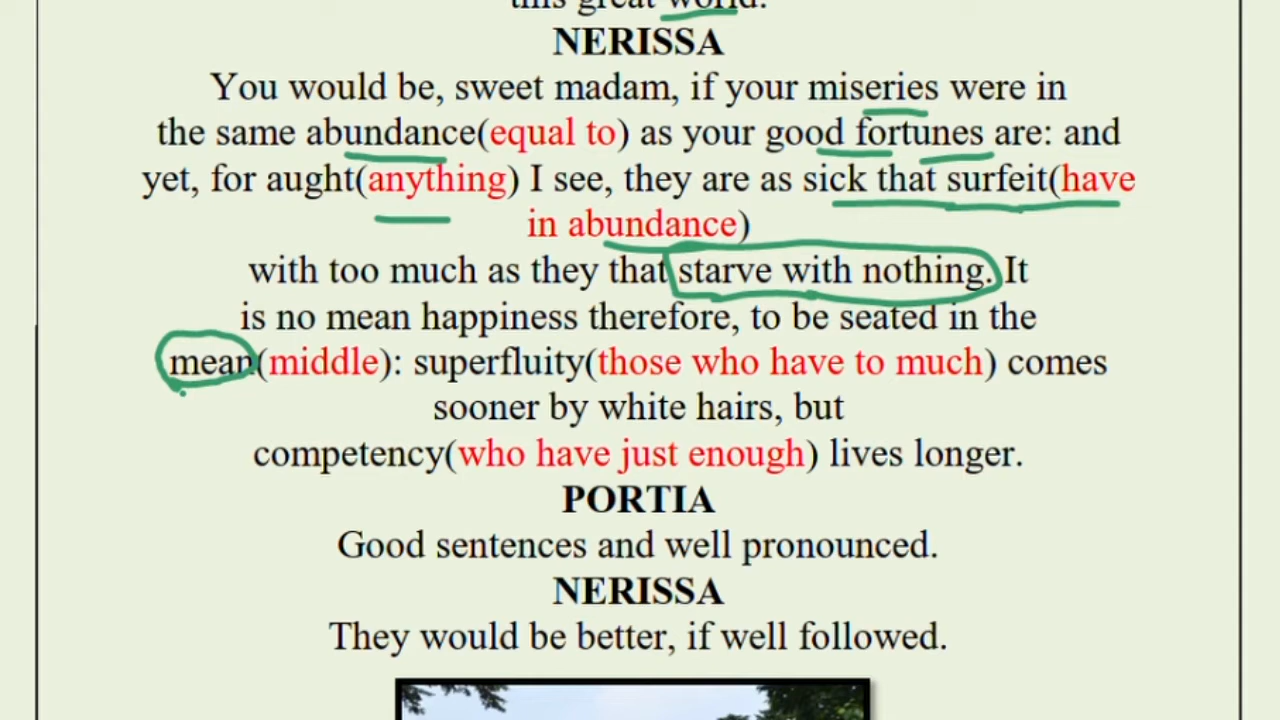 this great world.
NERISSA
You would be, sweet madam, if your miseries were in
the same abundance(equal to) as your good fortunes are: and
yet, for aught(anything) I see, they are as sick that surfeit(have
in abundance)
with too much as they that starve with nothing. It
is no mean happiness therefore, to be seated in the
mean(middle): superfluity(those who have to much) comes
sooner by white hairs, but
competency(who have just enough) lives longer.
PORTIA
Good sentences and well pronounced.
NERISSA
They would be better, if well followed.